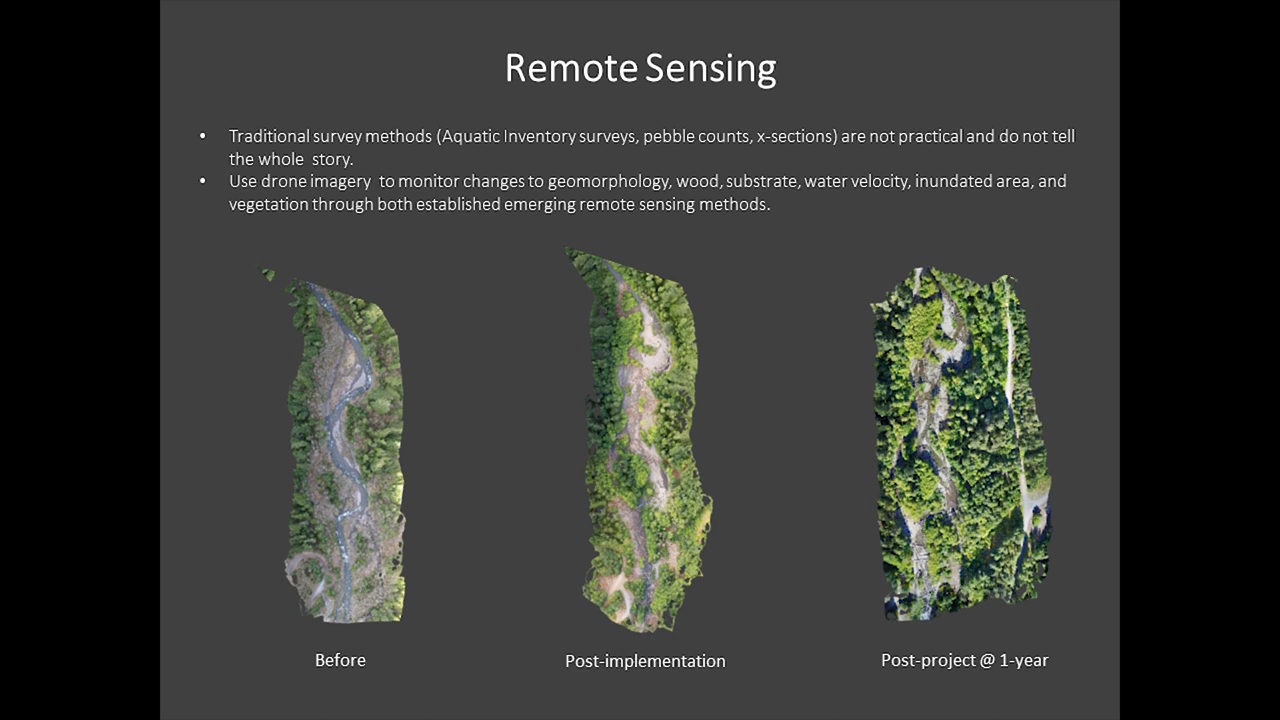 Remote Sensing
• Traditional survey methods (Aquatic Inventory surveys, pebble counts, x-sections) are not practical and do not tell
the whole story.
• Use drone imagery to monitor changes to geomorphology, wood, substrate, water velocity, inundated area, and
vegetation through both established emerging remote sensing methods.
Before
Post-implementation
Post-project @ 1-year